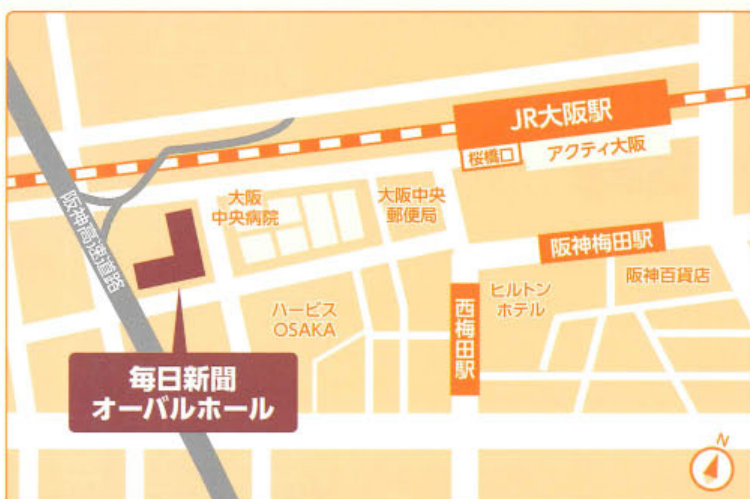 JR大阪駅
桜橋口
アクティ大阪
大阪
中央病院
大阪中央
郵便局
阪神高速道路
阪神梅田駅
阪神百貨店
ヒルトン
ホテル
ハービス
OSAKA
西梅田駅
毎日新聞
オーバルホール
N